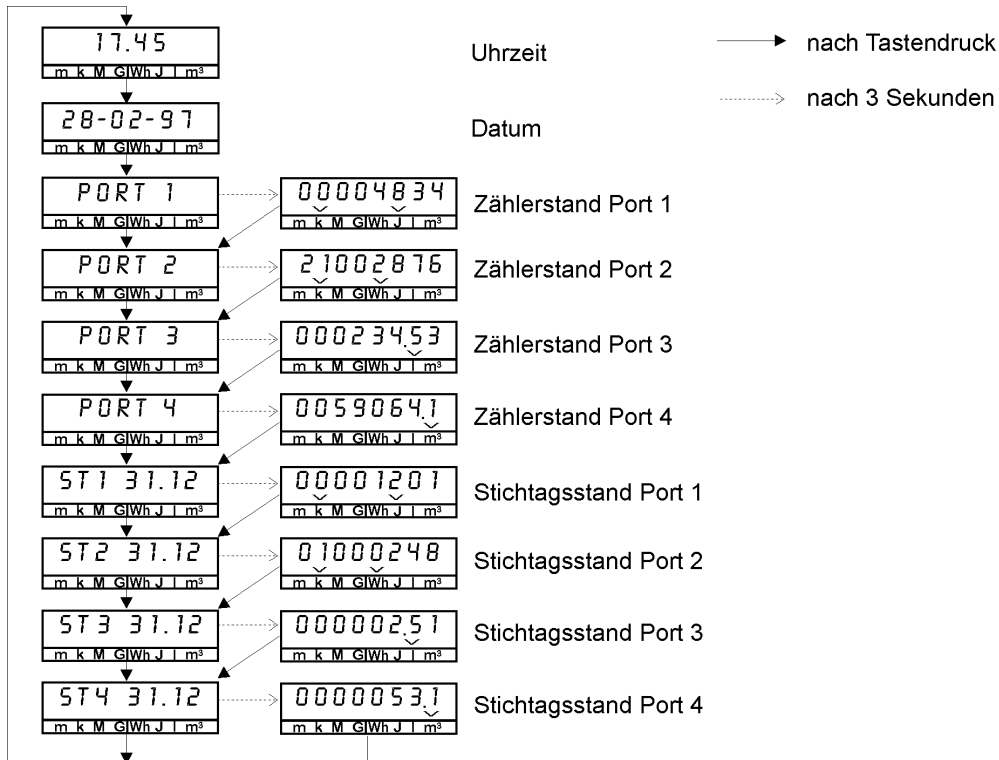 17.45
m k M G Wh J l m³
Uhrzeit
nach Tastendruck
nach 3 Sekunden
28-02-97
m k M G Wh J l m³
Datum
PORT 1
m k M G Wh J l m³
00004834
m k M G Wh J l m³
Zählerstand Port 1
PORT 2
m k M G Wh J l m³
21002876
m k M G Wh J l m³
Zählerstand Port 2
PORT 3
m k M G Wh J l m³
000234.53
m k M G Wh J l m³
Zählerstand Port 3
PORT 4
m k M G Wh J l m³
0059064.1
m k M G Wh J l m³
Zählerstand Port 4
ST1 31.12
m k M G Wh J l m³
00001201
m k M G Wh J l m³
Stichtagsstand Port 1
ST2 31.12
m k M G Wh J l m³
01000248
m k M G Wh J l m³
Stichtagsstand Port 2
ST3 31.12
m k M G Wh J l m³
000002.51
m k M G Wh J l m³
Stichtagsstand Port 3
ST4 31.12
m k M G Wh J l m³
0000053.1
m k M G Wh J l m³
Stichtagsstand Port 4